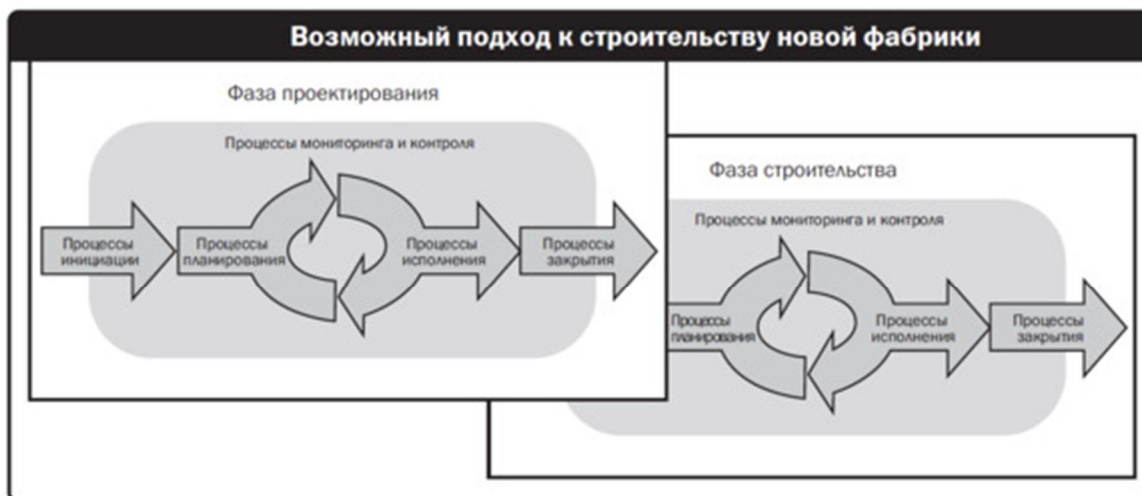 Возможный подход к строительству новой фабрики
Фаза проектирования
Процессы мониторинга и контроля
Процессы
инициации
Процессы
планирования
Процессы
исполнения
Процессы
закрытия
Фаза строительства
Процессы мониторинга и контроля
Процессы
планирования
Процессы
исполнения
Процессы
закрытия